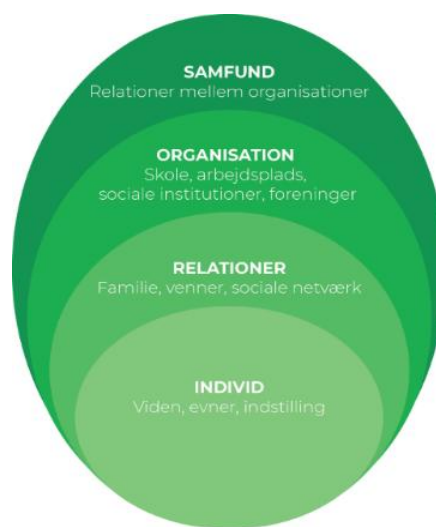 SAMFUND
Relationer mellem organisationer
ORGANISATION
Skole, arbejdsplads,
sociale institutioner, foreninger
RELATIONER
Familie, venner, sociale netværk
INDIVID
Viden, evner, indstilling